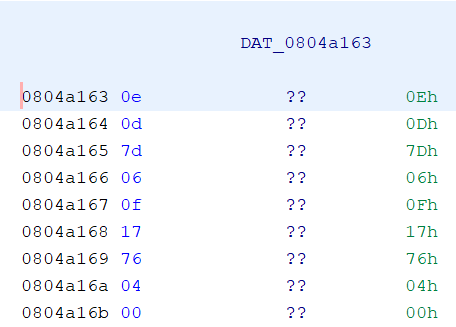 DAT_0804a163
0804a163 0e ?? 0Eh
0804a164 0d ?? 0Dh
0804a165 7d ?? 7Dh
0804a166 06 ?? 06h
0804a167 0f ?? 0Fh
0804a168 17 ?? 17h
0804a169 76 ?? 76h
0804a16a 04 ?? 04h
0804a16b 00 ?? 00h